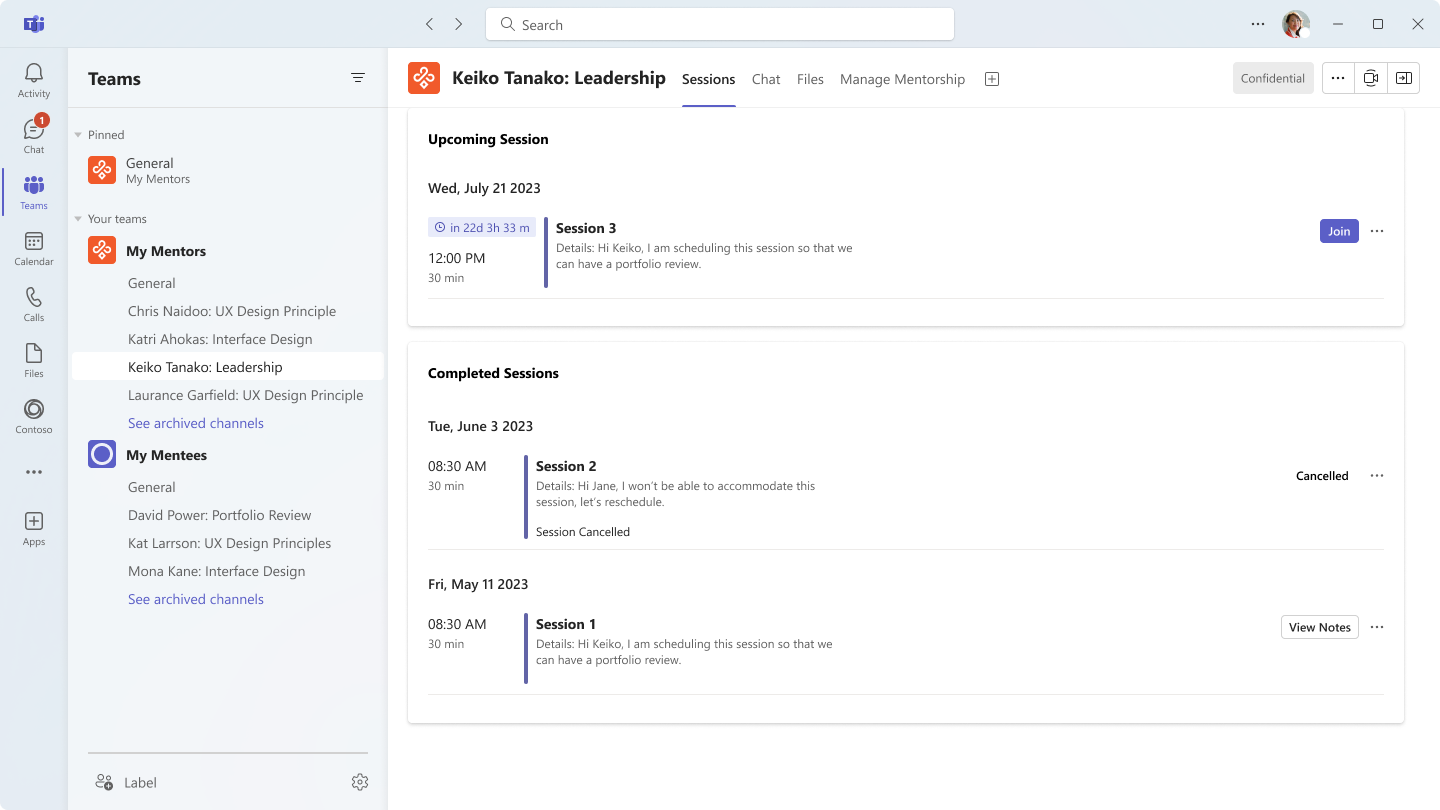 Search
Activity
1
Chat
Teams
Calendar
Calls
Files
Contoso
Apps
Teams
Pinned
General
My Mentors
Your teams
My Mentors
General
Chris Naidoo: UX Design Principle
Katri Ahokas: Interface Design
Keiko Tanako: Leadership
Laurance Garfield: UX Design Principle
See archived channels
My Mentees
General
David Power: Portfolio Review
Kat Larrson: UX Design Principles
Mona Kane: Interface Design
See archived channels
Label
Keiko Tanako: Leadership
Sessions
Chat
Files
Manage Mentorship
Confidential
Upcoming Session
Wed, July 21 2023
in 22d 3h 33 m
12:00 PM
30 min
Session 3
Details: Hi Keiko, I am scheduling this session so that we
can have a portfolio review.
Join
Completed Sessions
Tue, June 3 2023
08:30 AM
30 min
Session 2
Details: Hi Jane, I won’t be able to accommodate this
session, let’s reschedule.
Session Cancelled
Cancelled
Fri, May 11 2023
08:30 AM
30 min
Session 1
Details: Hi Keiko, I am scheduling this session so that we
can have a portfolio review.
View Notes